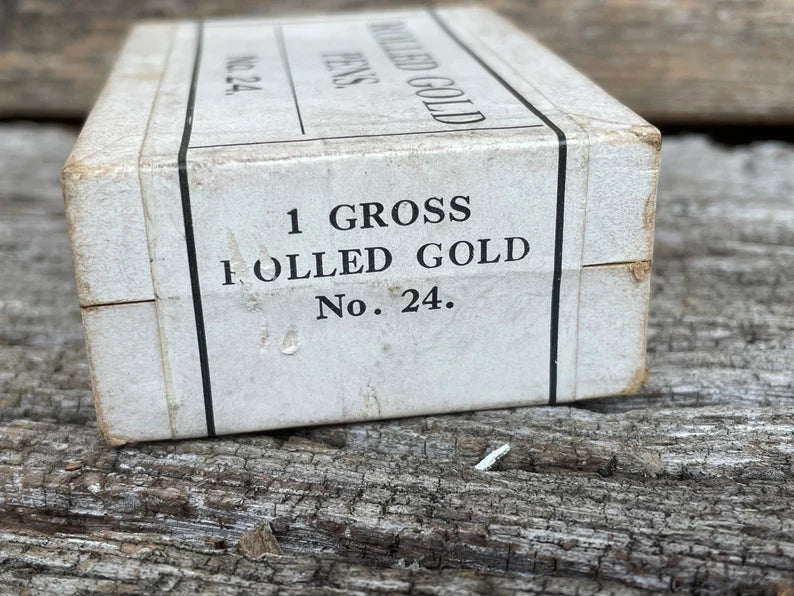 ROLLED GOLD
PENS.
No. 24.
1 GROSS
ROLLED GOLD
No. 24.